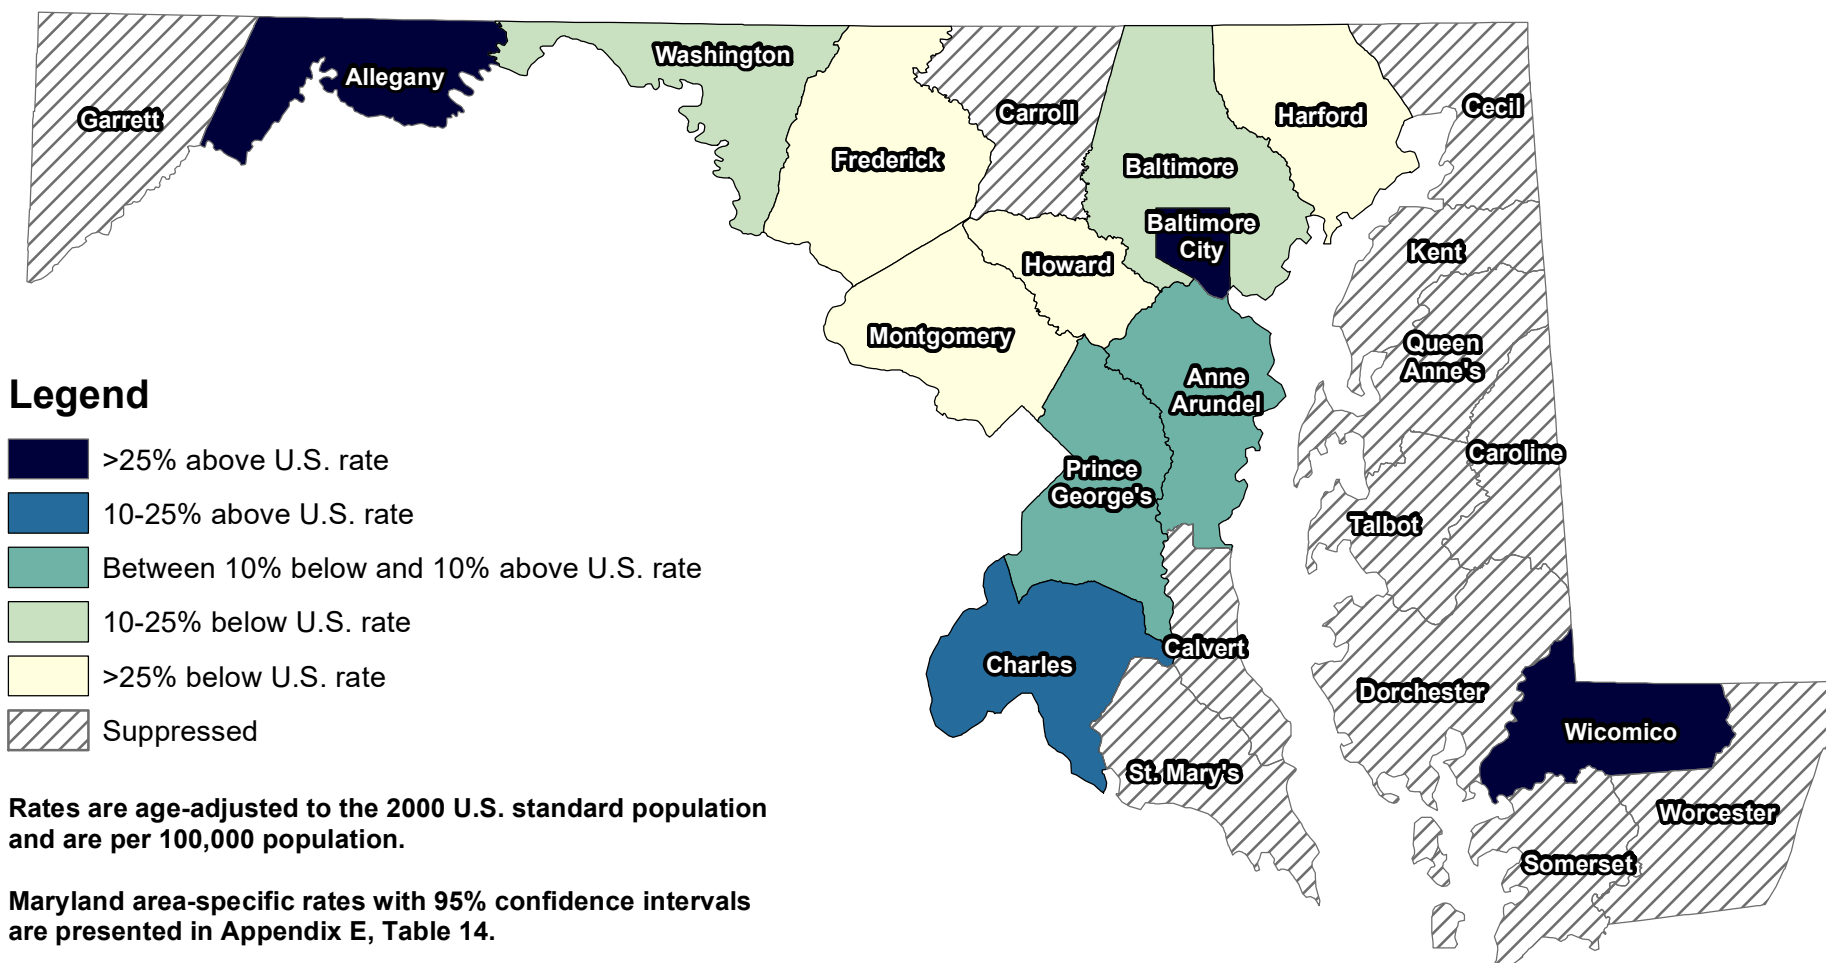 Garrett
Allegany
Washington
Frederick
Carroll
Baltimore
Baltimore
City
Harford
Cecil
Howard
Montgomery
Kent
Queen
Anne's
Anne
Arundel
Prince
George's
Caroline
Talbot
Charles
Calvert
St. Mary's
Dorchester
Wicomico
Worcester
Somerset
Legend
>25% above U.S. rate
10-25% above U.S. rate
Between 10% below and 10% above U.S. rate
10-25% below U.S. rate
>25% below U.S. rate
Suppressed
Rates are age-adjusted to the 2000 U.S. standard population
and are per 100,000 population.
Maryland area-specific rates with 95% confidence intervals
are presented in Appendix E, Table 14.